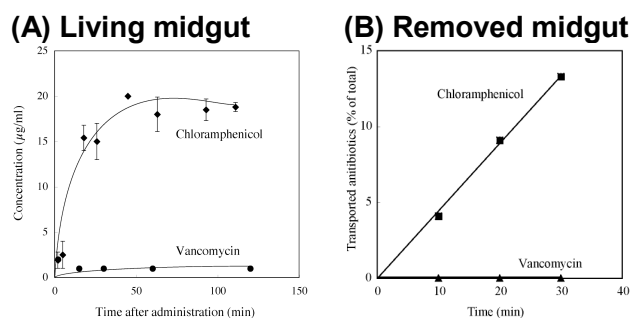 (A) Living midgut
25
20
15
10
5
0
0
50
100
150
Concentration (µg/ml)
Chloramphenicol
Vancomycin
Time after administration (min)
(B) Removed midgut
15
10
5
0
0
10
20
30
40
Transported anitibiotics (% of total)
Chloramphenicol
Vancomycin
Time (min)